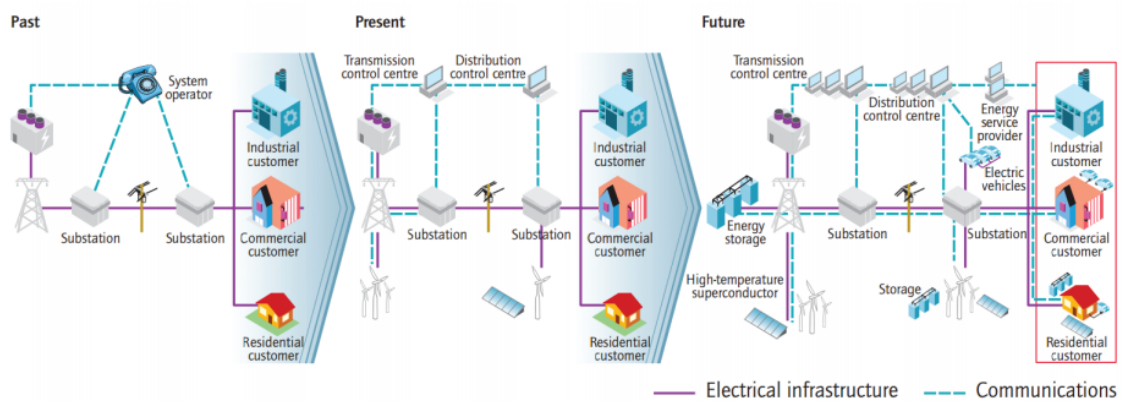 Past
System
operator
Industrial
customer
Substation
Substation
Commercial
customer
Residential
customer
Present
Transmission
control centre
Distribution
control centre
Industrial
customer
Substation
Substation
Commercial
customer
Residential
customer
Future
Transmission
control centre
Distribution
control centre
Energy
service
provider
Industrial
customer
Electric
vehicles
Energy
storage
Substation
Substation
Commercial
customer
High-temperature
superconductor
Storage
Residential
customer
Electrical infrastructure
Communications